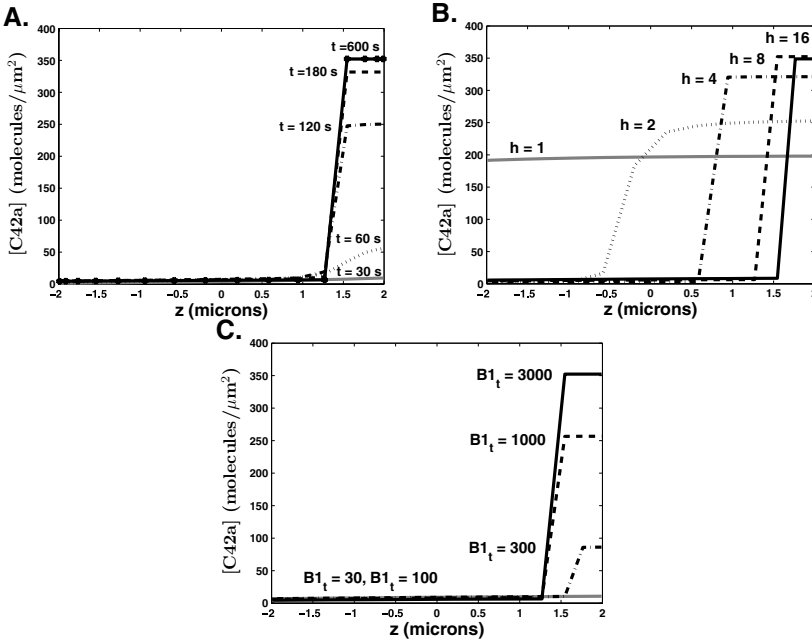 A.
[C42a] (molecules/μm²)
400
350
300
250
200
150
100
50
0
t =600 s
t =180 s
t = 120 s
t = 60 s
t = 30 s
−2 −1.5 −1 −0.5 0 0.5 1 1.5 2
z (microns)
B.
[C42a] (molecules/μm²)
400
350
300
250
200
150
100
50
0
h = 16
h = 8
h = 4
h = 2
h = 1
−2 −1.5 −1 −0.5 0 0.5 1 1.5 2
z (microns)
C.
[C42a] (molecules/μm²)
400
350
300
250
200
150
100
50
0
B1t = 3000
B1t = 1000
B1t = 300
B1t = 30, B1t = 100
−2 −1.5 −1 −0.5 0 0.5 1 1.5 2
z (microns)